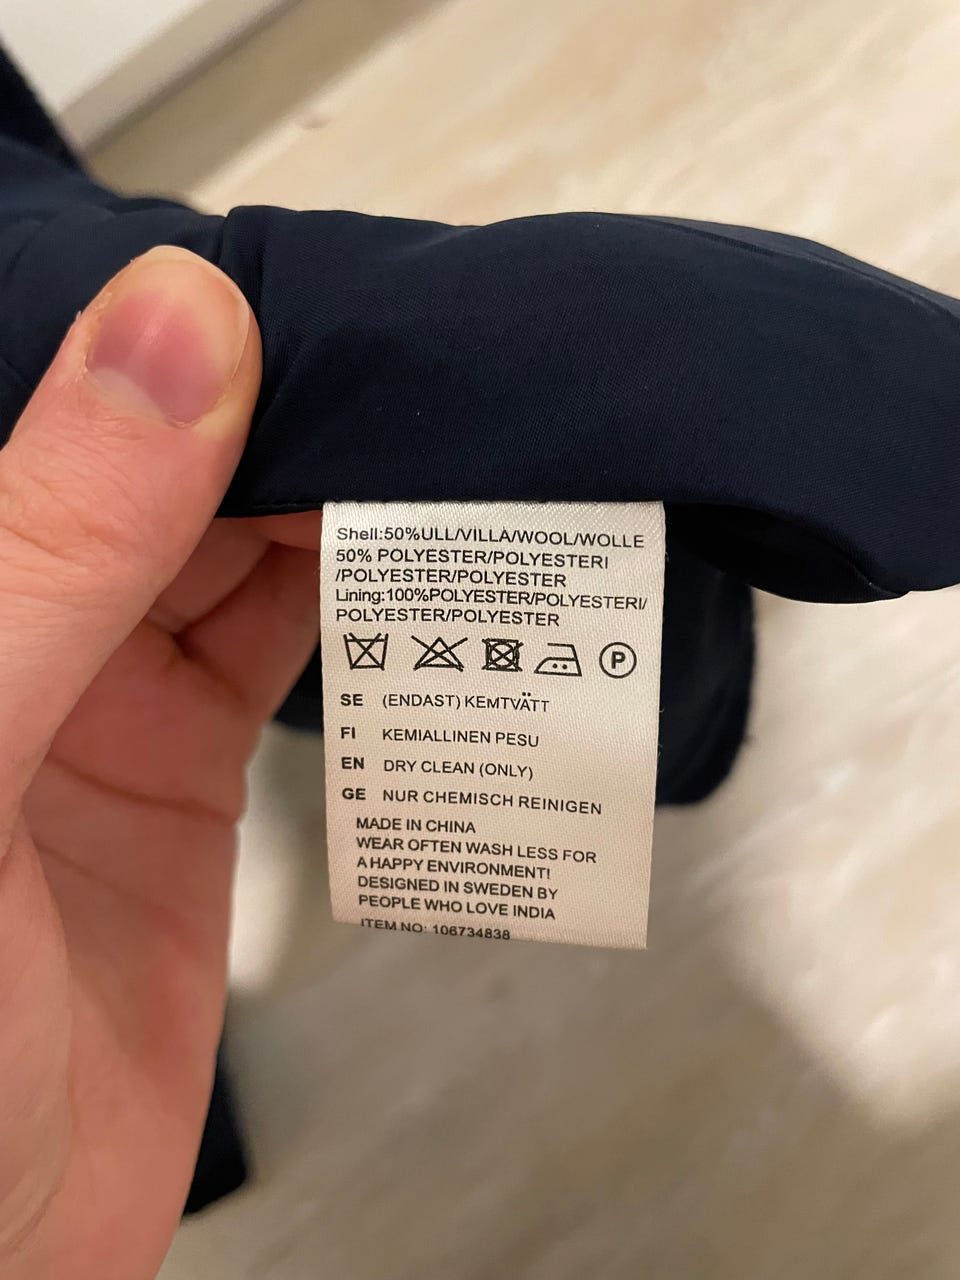 Shell:50%ULL/VILLA/WOOL/WOLLE
50% POLYESTER/POLYESTERI
/POLYESTER/POLYESTER
Lining:100%POLYESTER/POLYESTERI/
POLYESTER/POLYESTER
P
SE (ENDAST) KEMTVÄTT
FI KEMIALLINEN PESU
EN DRY CLEAN (ONLY)
GE NUR CHEMISCH REINIGEN
MADE IN CHINA
WEAR OFTEN WASH LESS FOR
A HAPPY ENVIRONMENT!
DESIGNED IN SWEDEN BY
PEOPLE WHO LOVE INDIA
ITEM NO: 106734838